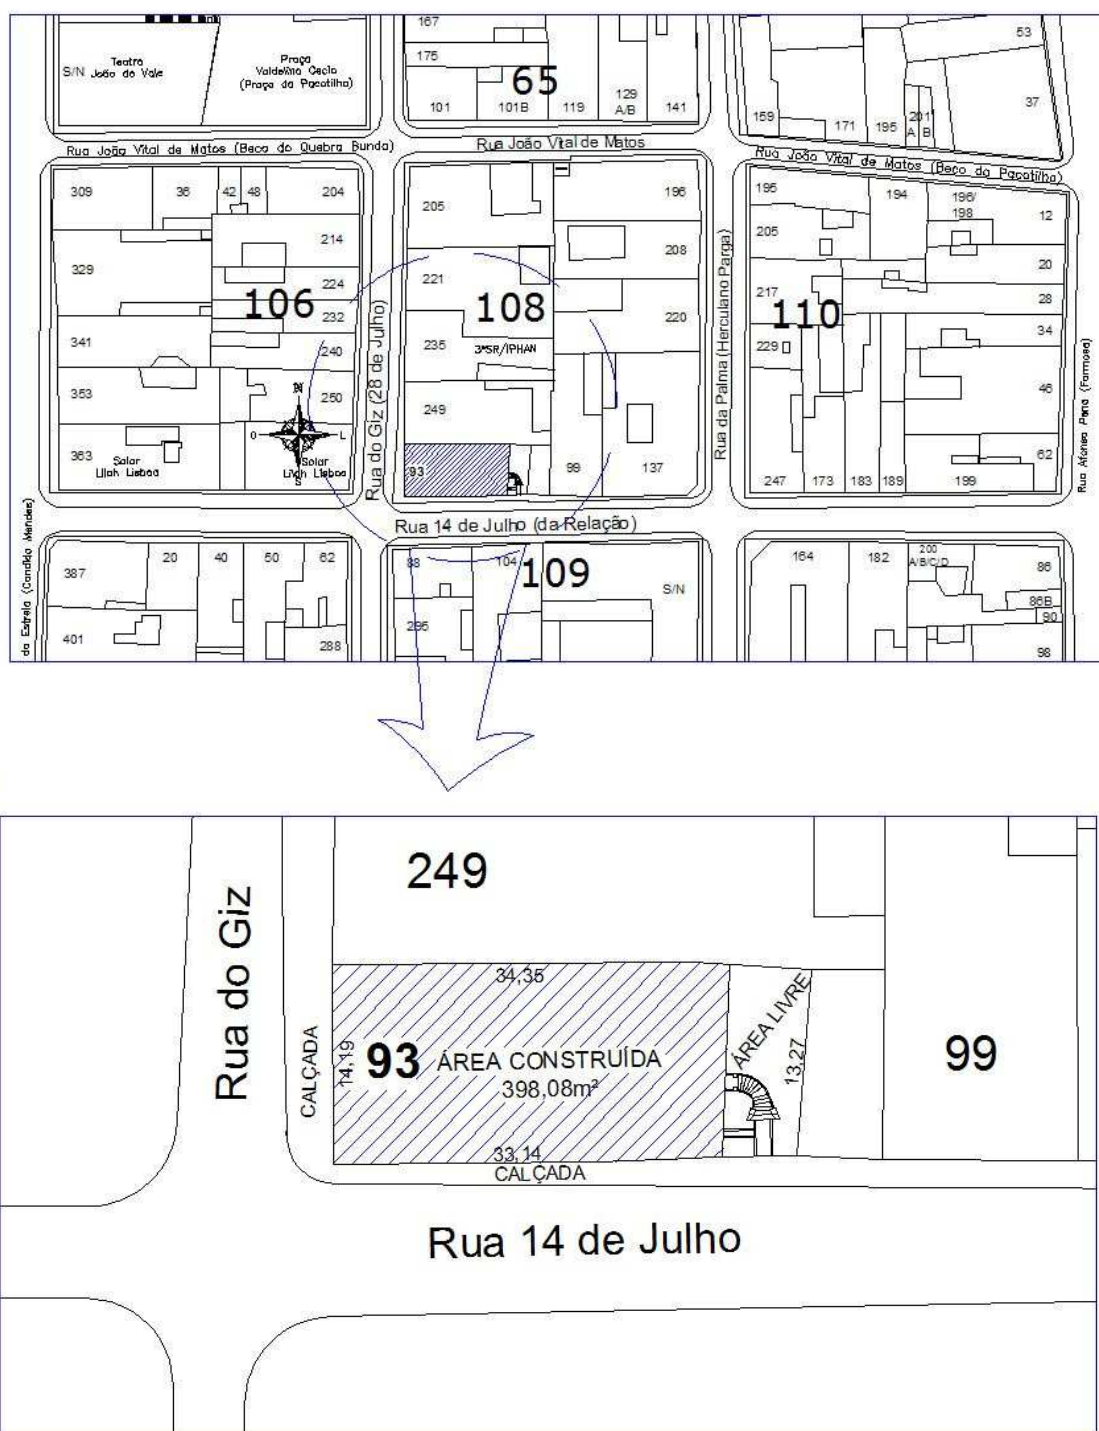 167
175
65
101
101B
119
129
A/B
141
53
37
159
171
195
201
A B
S/N
Teatro
João do Vale
Praça
Valdelino Cécio
(Praça da Pacotilha)
Rua João Vital de Matos (Beco do Quebra Bunda)
Rua João Vital de Matos
Rua João Vital de Matos (Beco da Pacotilha)
309
36
42
48
204
214
329
224
106
232
341
240
353
250
363
Solar
Lilah Lisboa
Solar
Lilah Lisboa
N
O
L
S
Rua do Giz (28 de Julho)
205
196
221
208
108
220
235
3ªSR/IPHAN
249
93
99
137
Rua da Palma (Herculano Parga)
195
194
196/
198
12
205
20
217
28
110
34
229
46
62
247
173
183
189
199
Rua Afonso Pena (Formosa)
da Estrela (Candido Mendes)
Rua 14 de Julho (da Relação)
387
20
40
50
62
401
288
88
104
109
S/N
295
164
182
200
A/B/C/D
86
86B
90
98
249
Rua do Giz
CALÇADA
34,35
14,19
93
ÁREA CONSTRUÍDA
398,08m²
ÁREA LIVRE
13,27
99
33,14
CALÇADA
Rua 14 de Julho